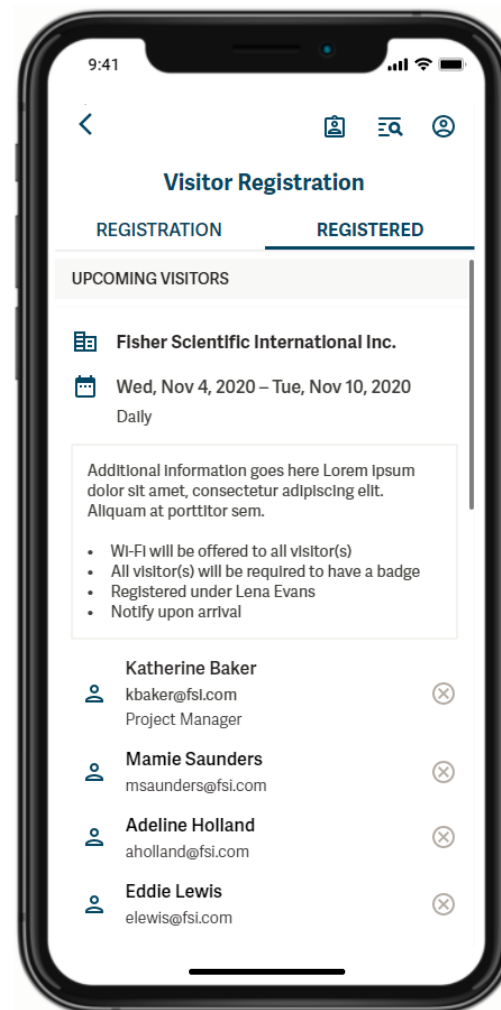 9:41
Visitor Registration
REGISTRATION REGISTERED
UPCOMING VISITORS
Fisher Scientific International Inc.
Wed, Nov 4, 2020 – Tue, Nov 10, 2020
Daily
Additional information goes here Lorem ipsum
dolor sit amet, consectetur adipiscing elit.
Aliquam at porttitor sem.
• Wi-Fi will be offered to all visitor(s)
• All visitor(s) will be required to have a badge
• Registered under Lena Evans
• Notify upon arrival
Katherine Baker
kbaker@fsi.com
Project Manager
Mamie Saunders
msaunders@fsi.com
Adeline Holland
aholland@fsi.com
Eddie Lewis
elewis@fsi.com